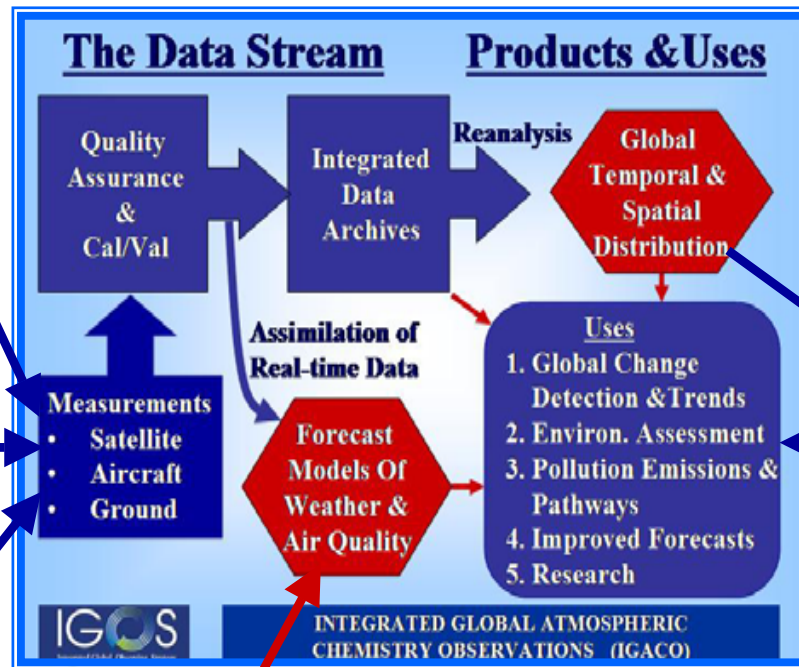 The Data Stream
Products &Uses
Quality
Assurance
&
Cal/Val
Integrated
Data
Archives
Reanalysis
Global
Temporal &
Spatial
Distribution
Assimilation of
Real-time Data
Measurements
• Satellite
• Aircraft
• Ground
Forecast
Models Of
Weather &
Air Quality
Uses
1. Global Change
Detection &Trends
2. Environ. Assessment
3. Pollution Emissions &
Pathways
4. Improved Forecasts
5. Research
IGOS
INTEGRATED GLOBAL ATMOSPHERIC
CHEMISTRY OBSERVATIONS (IGACO)